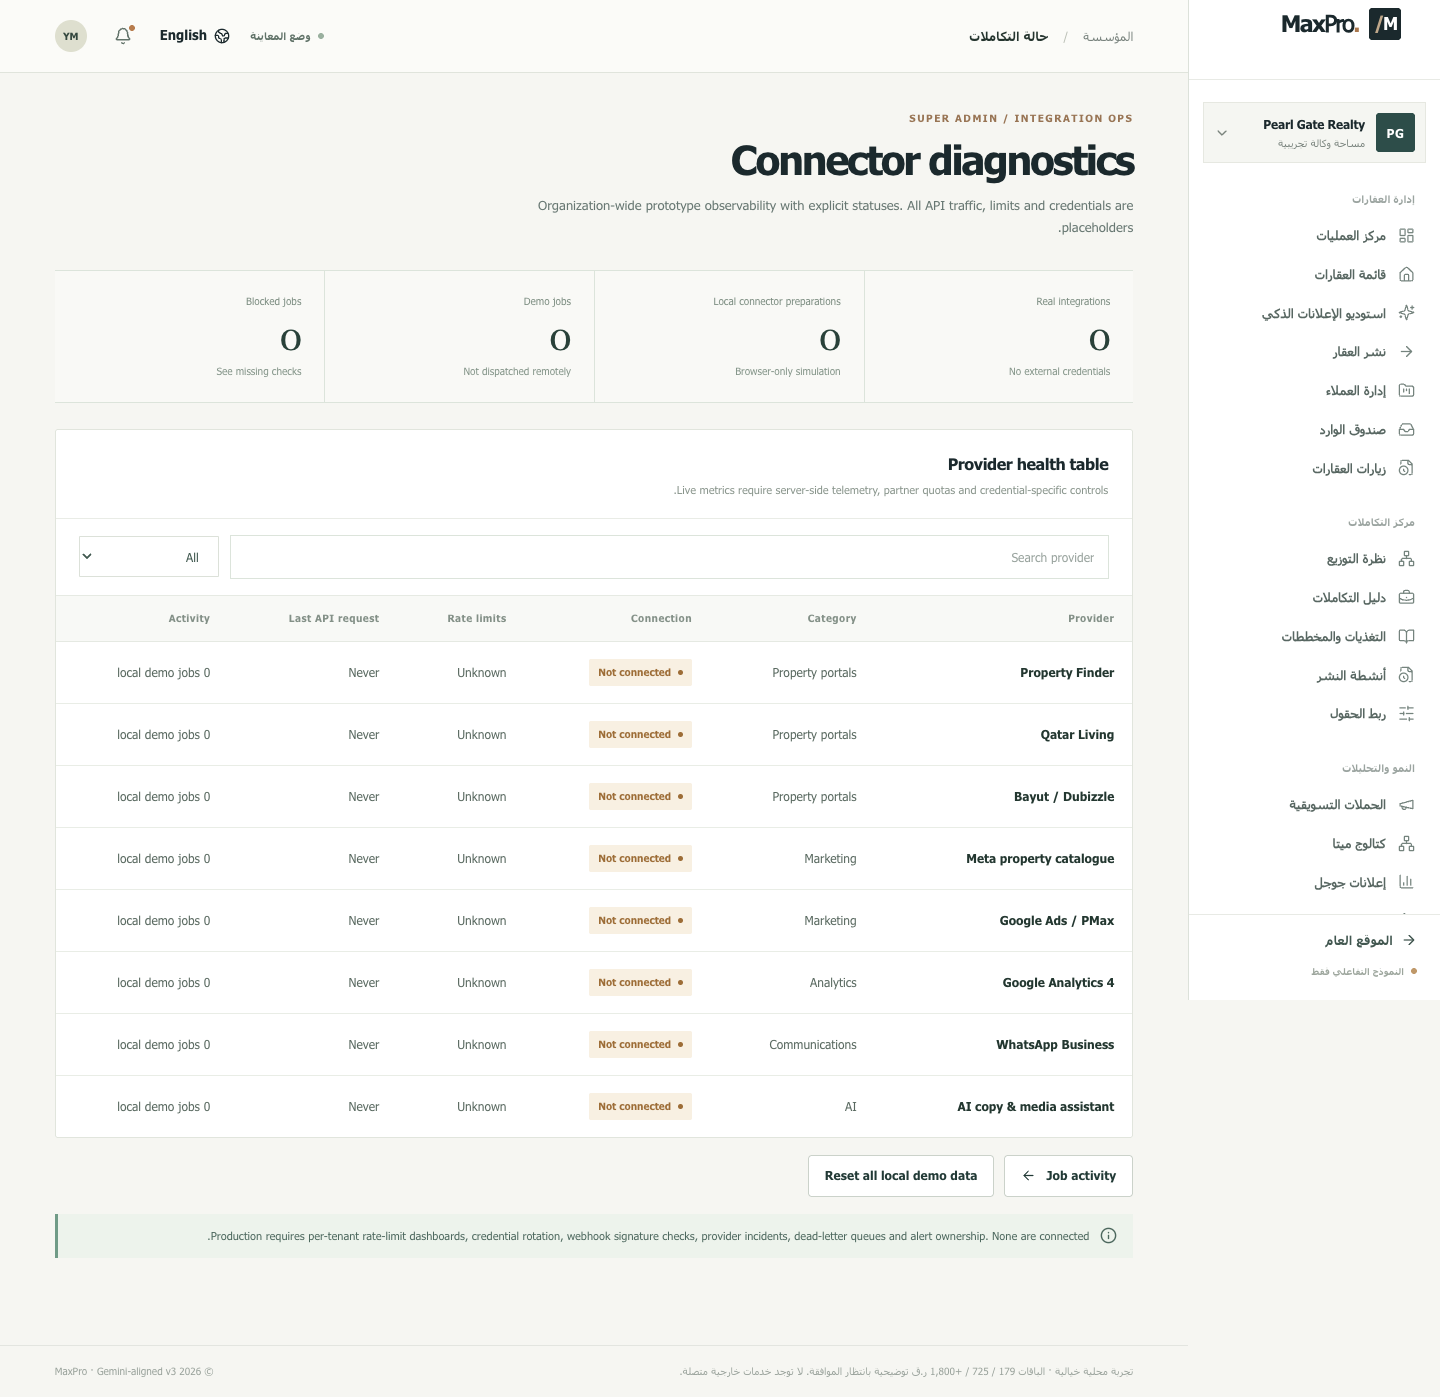 MaxPro.
/M
Pearl Gate Realty
مساحة وكالة تجريبية
PG
إدارة العقارات
مركز العمليات
قائمة العقارات
استوديو الإعلانات الذكي
نشر العقار
إدارة العملاء
صندوق الوارد
زيارات العقارات
مركز التكاملات
نظرة التوزيع
دليل التكاملات
التغذيات والمخططات
أنشطة النشر
ربط الحقول
النمو والتحليلات
الحملات التسويقية
كتالوج ميتا
إعلانات جوجل
الموقع العام
النموذج التفاعلي فقط
المؤسسة / حالة التكاملات
وضع المعاينة
English
YM
SUPER ADMIN / INTEGRATION OPS
Connector diagnostics
Organization-wide prototype observability with explicit statuses. All API traffic, limits and credentials are
.placeholders
Real integrations
0
No external credentials
Local connector preparations
0
Browser-only simulation
Demo jobs
0
Not dispatched remotely
Blocked jobs
0
See missing checks
Provider health table
.Live metrics require server-side telemetry, partner quotas and credential-specific controls
Search provider
All
Provider Category Connection Rate limits Last API request Activity
Property Finder Property portals Not connected Unknown Never local demo jobs 0
Qatar Living Property portals Not connected Unknown Never local demo jobs 0
Bayut / Dubizzle Property portals Not connected Unknown Never local demo jobs 0
Meta property catalogue Marketing Not connected Unknown Never local demo jobs 0
Google Ads / PMax Marketing Not connected Unknown Never local demo jobs 0
Google Analytics 4 Analytics Not connected Unknown Never local demo jobs 0
WhatsApp Business Communications Not connected Unknown Never local demo jobs 0
AI copy & media assistant AI Not connected Unknown Never local demo jobs 0
Job activity
Reset all local demo data
.Production requires per-tenant rate-limit dashboards, credential rotation, webhook signature checks, provider incidents, dead-letter queues and alert ownership. None are connected
تجربة محلية خيالية · الباقات 179 / 725 / +1,800 ر.ق توضيحية بانتظار الموافقة. لا توجد خدمات خارجية متصلة.
MaxPro · Gemini-aligned v3 2026 ©